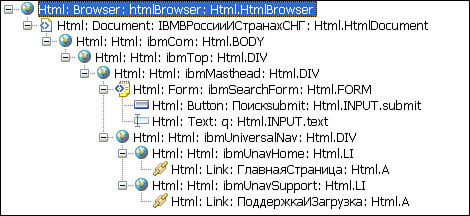 Html: Browser: htmlBrowser: Html.HtmlBrowser
Html: Document: IBMВРоссииИСтранахСНГ: Html.HtmlDocument
Html: Html: ibmCom: Html.BODY
Html: Html: ibmTop: Html.DIV
Html: Html: ibmMasthead: Html.DIV
Html: Form: ibmSearchForm: Html.FORM
Html: Button: Поискsubmit: Html.INPUT.submit
Html: Text: q: Html.INPUT.text
Html: Html: ibmUniversalNav: Html.DIV
Html: Html: ibmUnavHome: Html.LI
Html: Link: ГлавнаяСтраница: Html.A
Html: Html: ibmUnavSupport: Html.LI
Html: Link: ПоддержкаИЗагрузка: Html.A